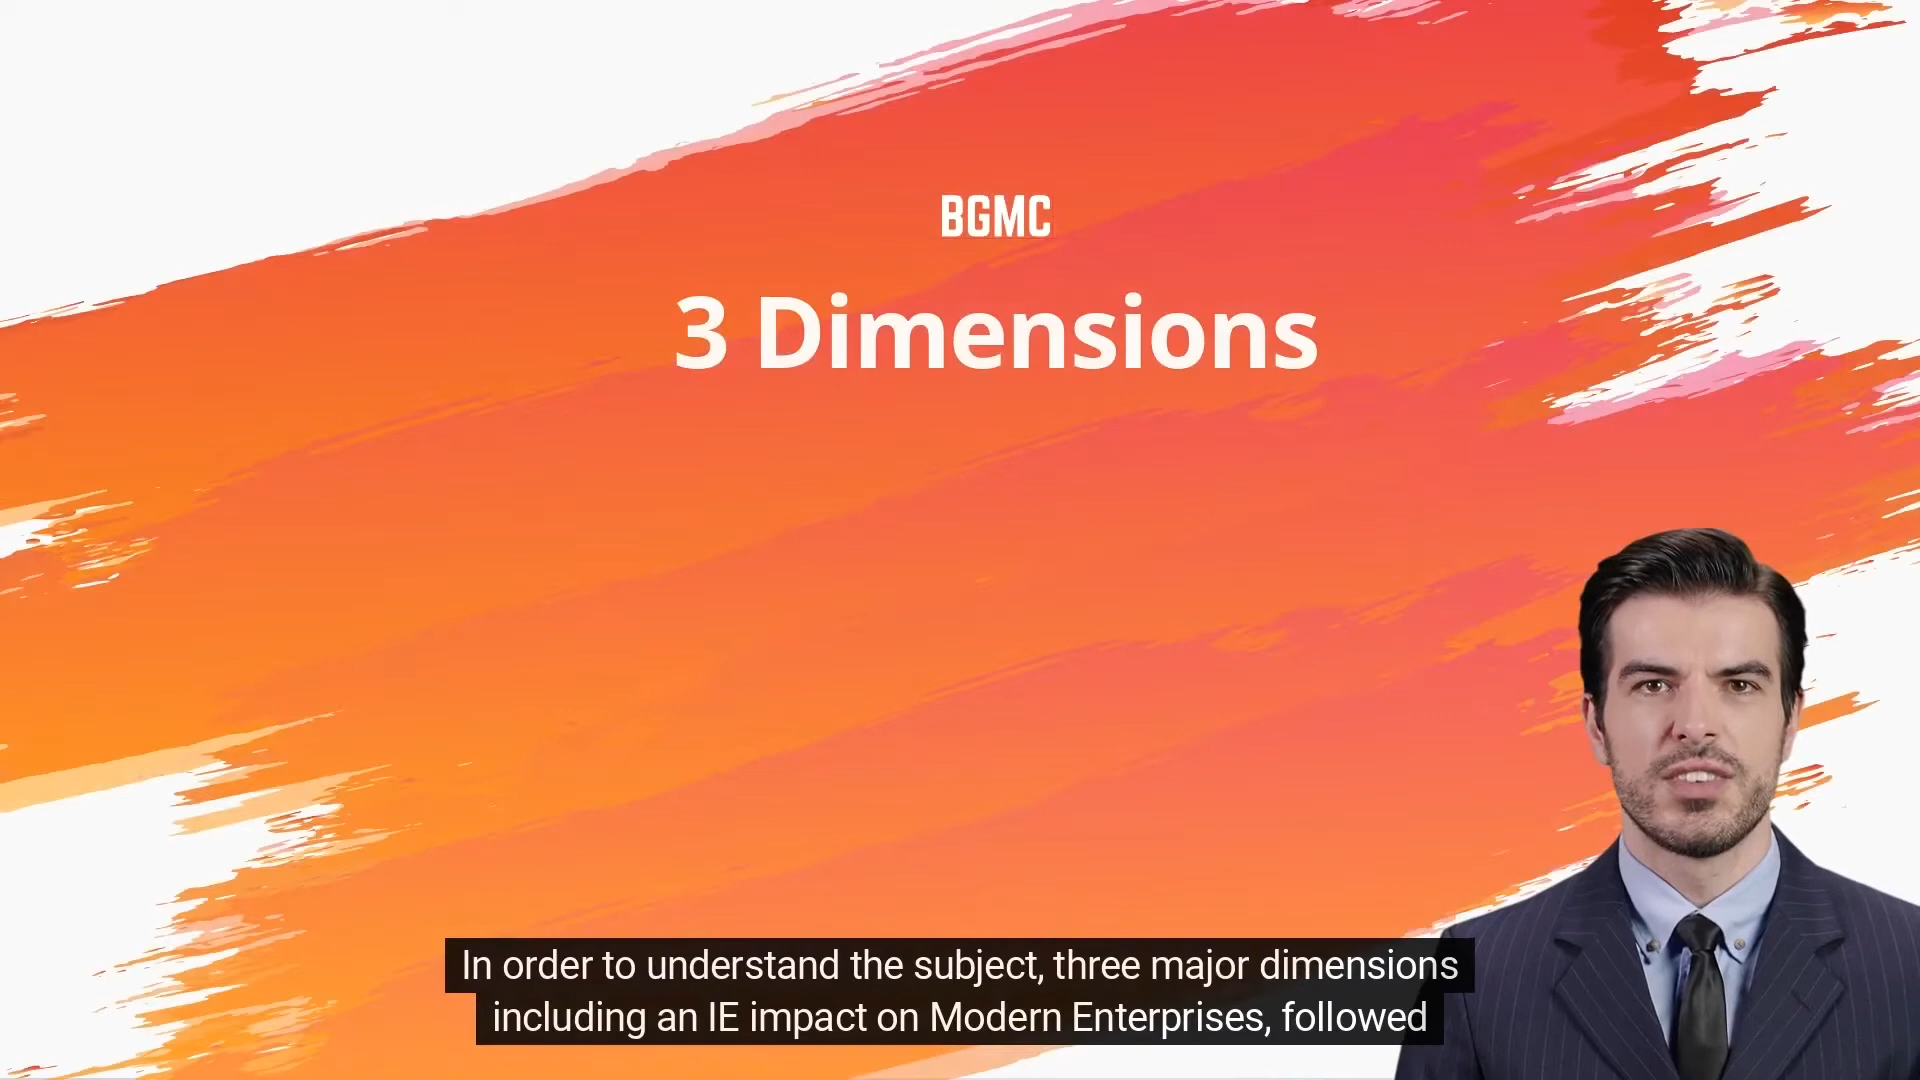 BGMC
3 Dimensions
In order to understand the subject, three major dimensions
including an IE impact on Modern Enterprises, followed